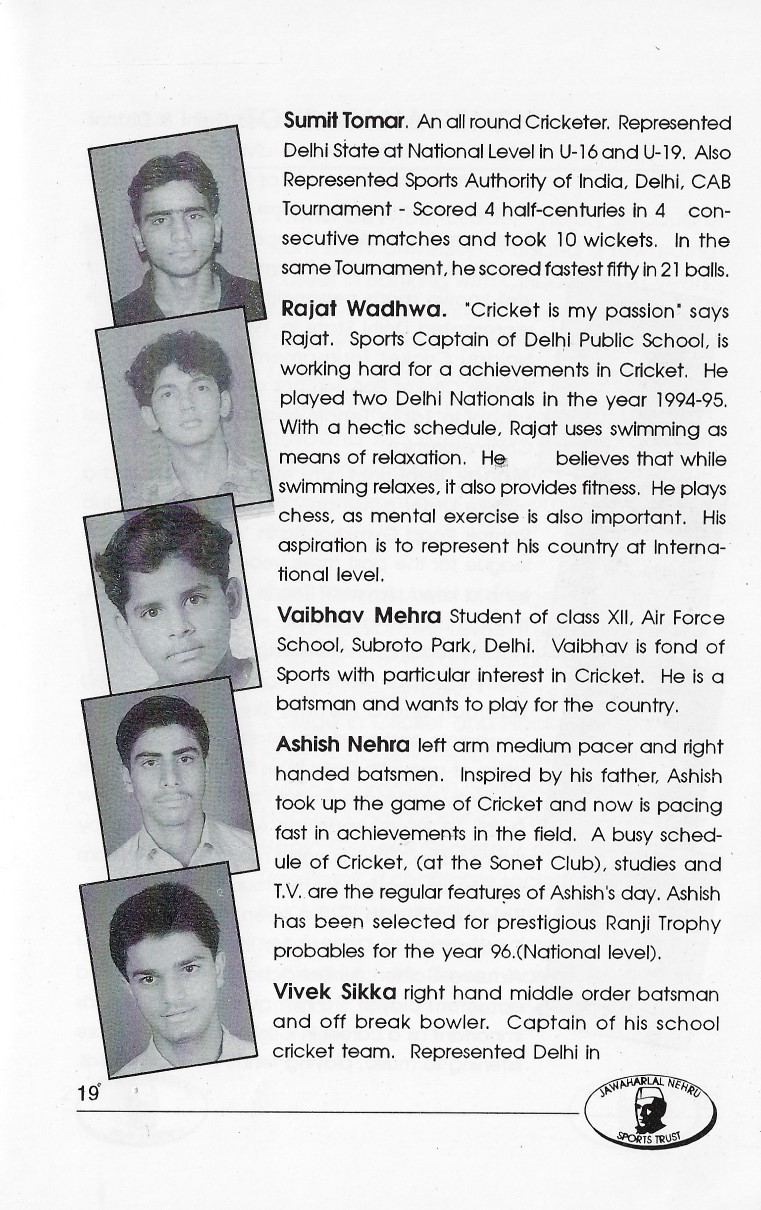 Sumit Tomar. An all round Cricketer. Represented
Delhi State at National Level in U-16 and U-19. Also
Represented Sports Authority of India, Delhi, CAB
Tournament - Scored 4 half-centuries in 4 con-
secutive matches and took 10 wickets. In the
same Tournament, he scored fastest fifty in 21 balls.
Rajat Wadhwa. "Cricket is my passion" says
Rajat. Sports Captain of Delhi Public School, is
working hard for a achievements in Cricket. He
played two Delhi Nationals in the year 1994-95.
With a hectic schedule, Rajat uses swimming as
means of relaxation. He believes that while
swimming relaxes, it also provides fitness. He plays
chess, as mental exercise is also important. His
aspiration is to represent his country at Interna-
tional level.
Vaibhav Mehra Student of class XII, Air Force
School, Subroto Park, Delhi. Vaibhav is fond of
Sports with particular interest in Cricket. He is a
batsman and wants to play for the country.
Ashish Nehra left arm medium pacer and right
handed batsmen. Inspired by his father, Ashish
took up the game of Cricket and now is pacing
fast in achievements in the field. A busy sched-
ule of Cricket, (at the Sonet Club), studies and
T.V. are the regular features of Ashish's day. Ashish
has been selected for prestigious Ranji Trophy
probables for the year 96.(National level).
Vivek Sikka right hand middle order batsman
and off break bowler. Captain of his school
cricket team. Represented Delhi in
19
JAWAHARLAL NEHRU
SPORTS TRUST